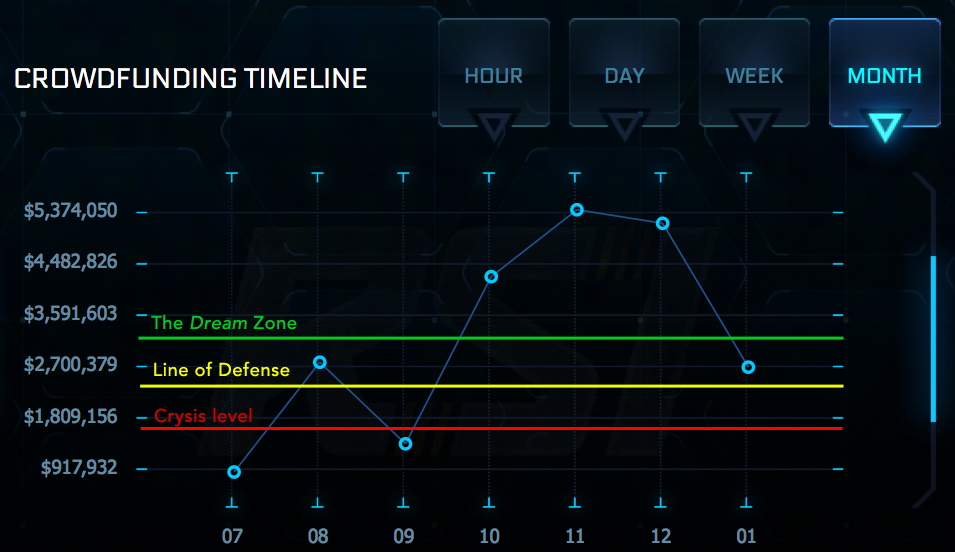 CROWDFUNDING TIMELINE
HOUR
DAY
WEEK
MONTH
$5,374,050
$4,482,826
$3,591,603
The Dream Zone
$2,700,379
Line of Defense
$1,809,156
Crysis level
$917,932
07 08 09 10 11 12 01